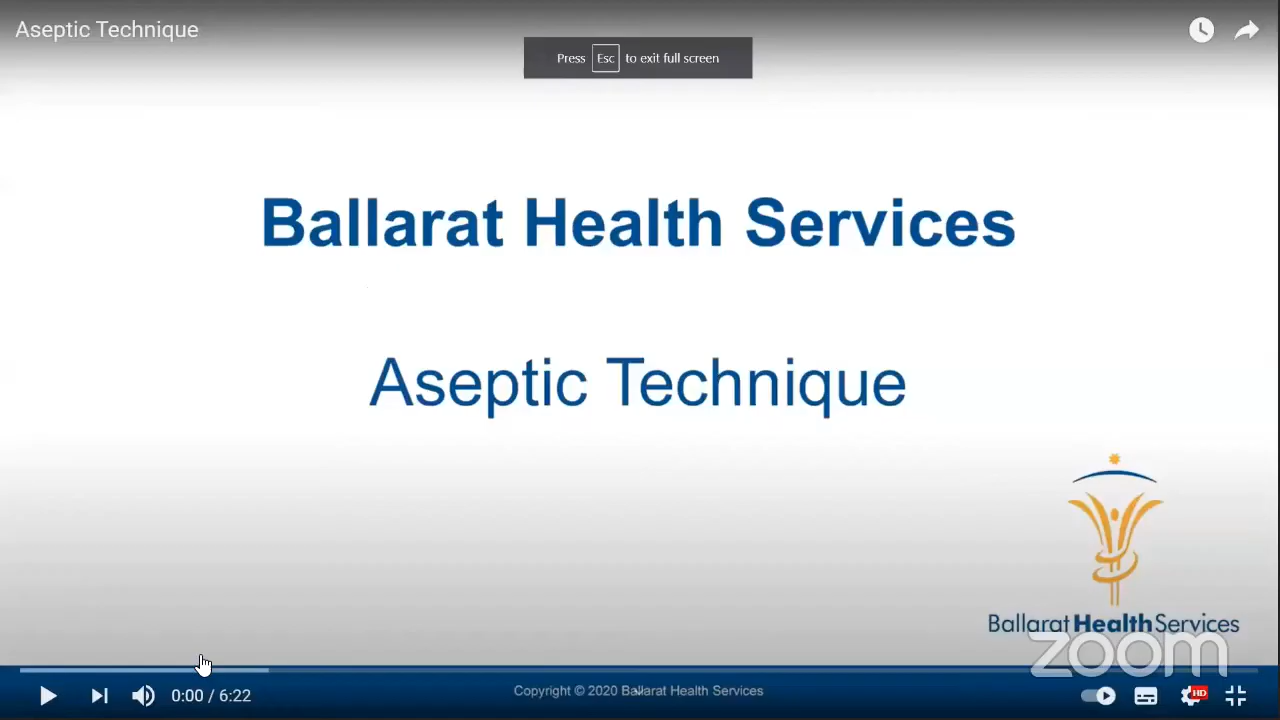 Aseptic Technique
Press Esc to exit full screen
Ballarat Health Services
Aseptic Technique
Ballarat Health Services
zoom
0:00 / 6:22
Copyright © 2020 Ballarat Health Services
HD